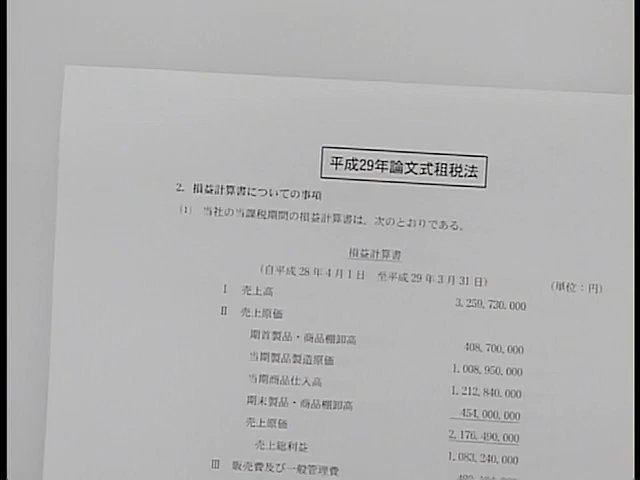 平成29年論文式租税法
2. 損益計算書についての事項
(1) 当社の当課税期間の損益計算書は、次のとおりである。
損益計算書
(自平成28年4月1日 至平成29年3月31日) (単位:円)
Ⅰ 売上高 3,259,730,000
Ⅱ 売上原価
期首製品・商品棚卸高 408,700,000
当期製品製造原価 1,008,950,000
当期商品仕入高 1,212,840,000
期末製品・商品棚卸高 454,000,000
売上原価 2,176,490,000
売上総利益 1,083,240,000
Ⅲ 販売費及び一般管理費